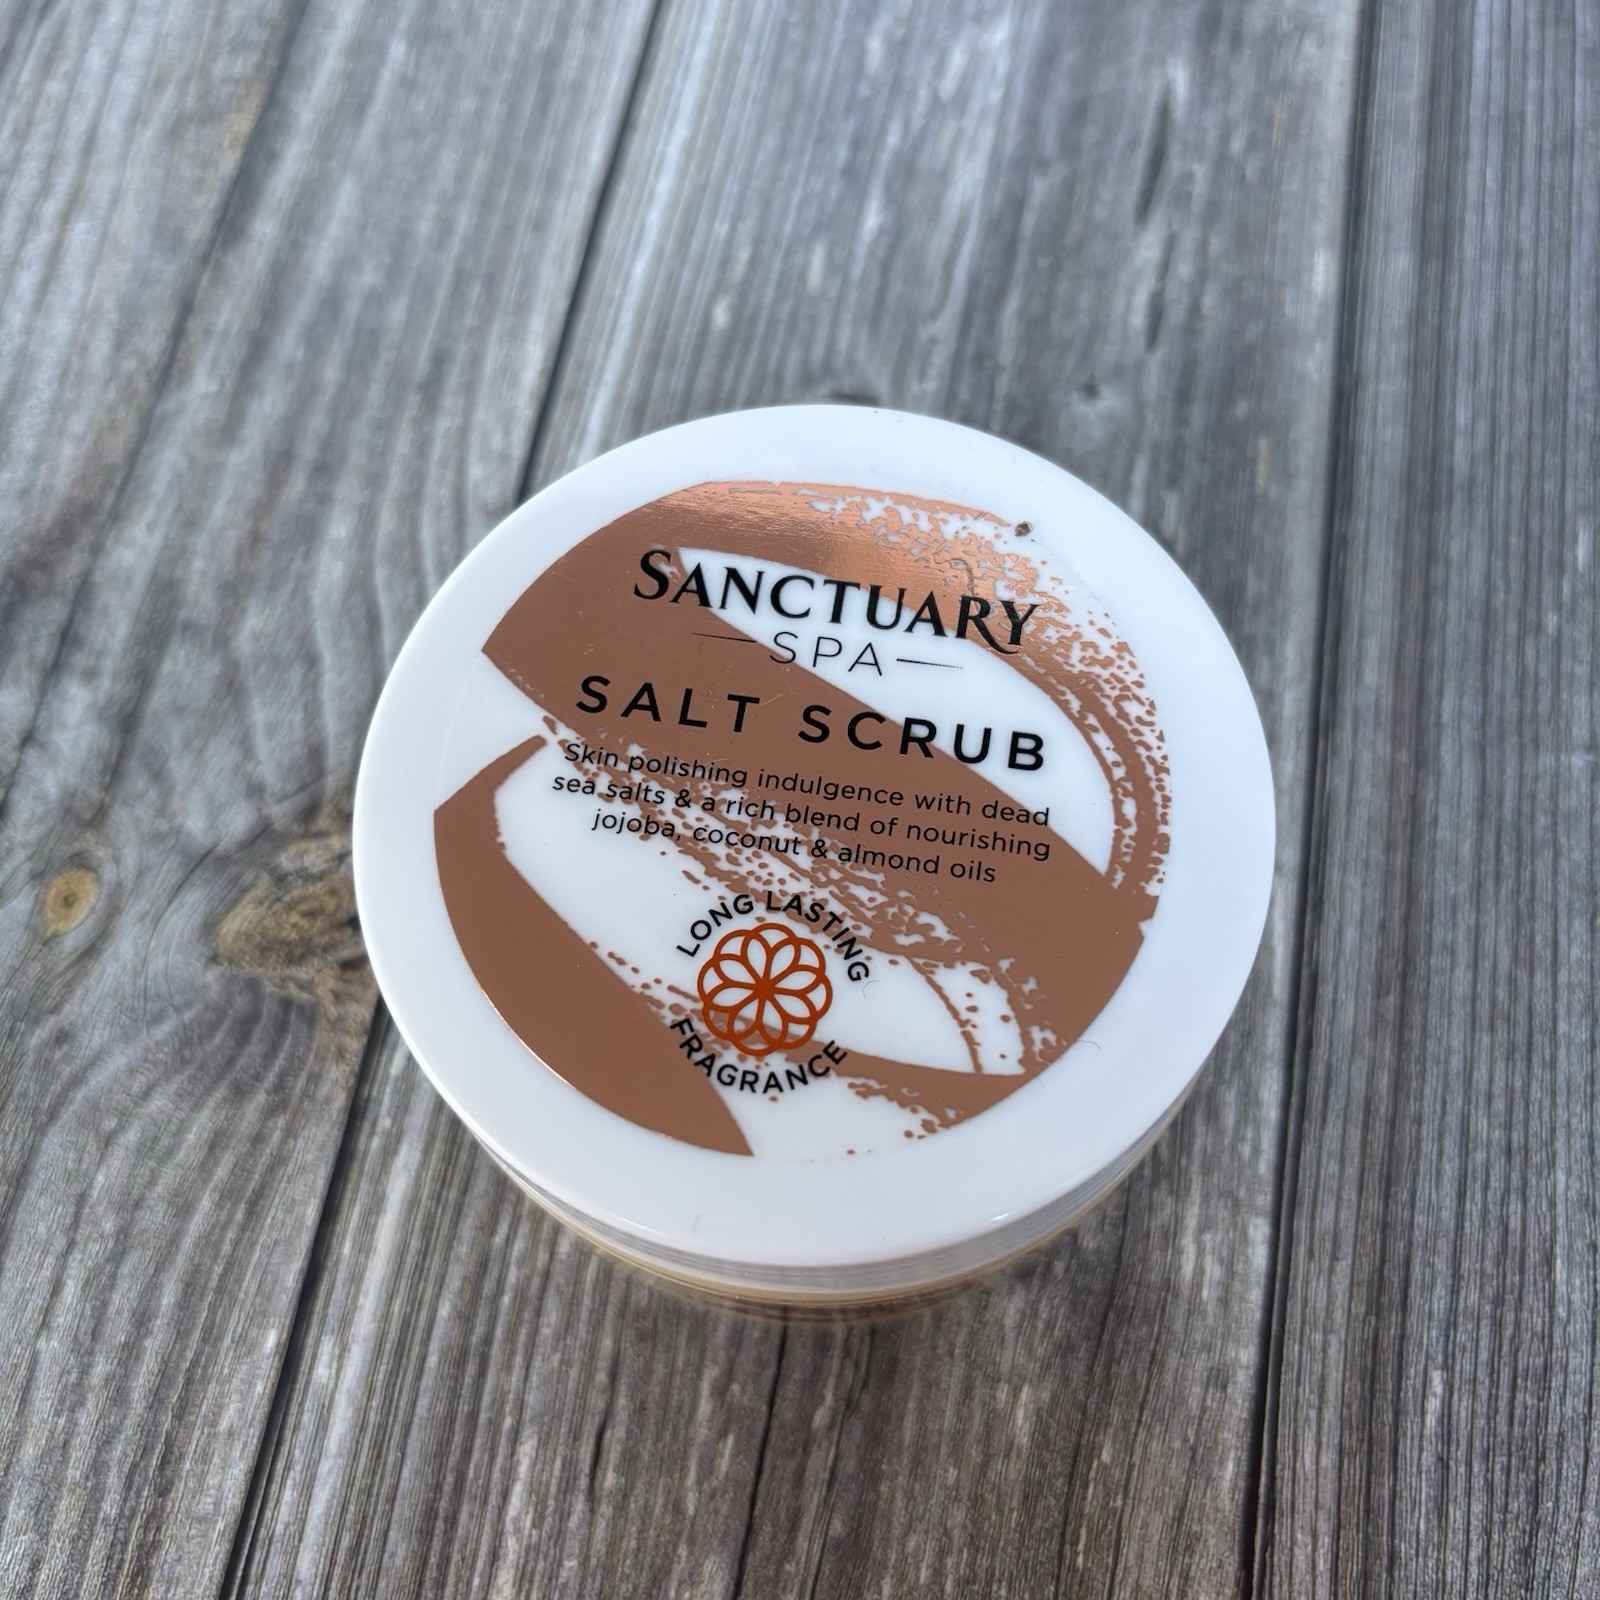 SANCTUARY
SPA
SALT SCRUB
Skin polishing indulgence with dead
sea salts & a rich blend of nourishing
jojoba, coconut & almond oils
LONG LASTING
FRAGRANCE